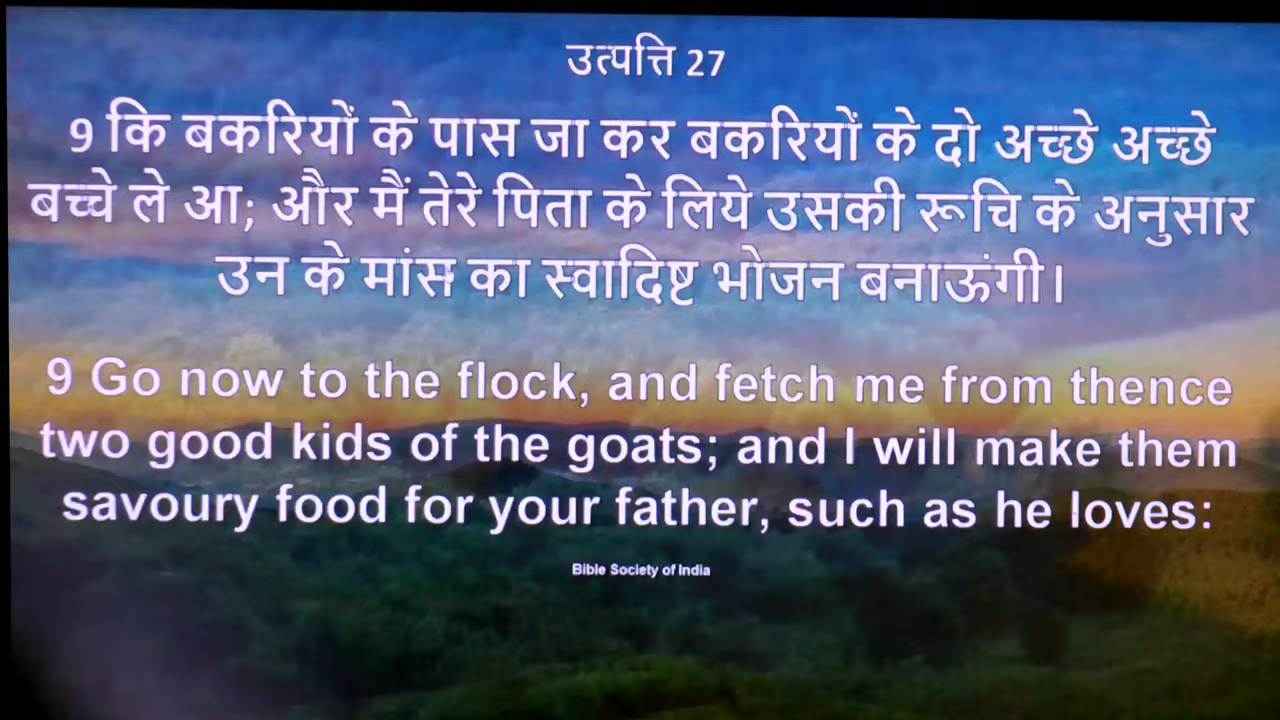 उत्पत्ति 27
9 कि बकरियों के पास जा कर बकरियों के दो अच्छे अच्छे
बच्चे ले आ; और मैं तेरे पिता के लिये उसकी रूचि के अनुसार
उन के मांस का स्वादिष्ट भोजन बनाऊंगी।
9 Go now to the flock, and fetch me from thence
two good kids of the goats; and I will make them
savoury food for your father, such as he loves:
Bible Society of India